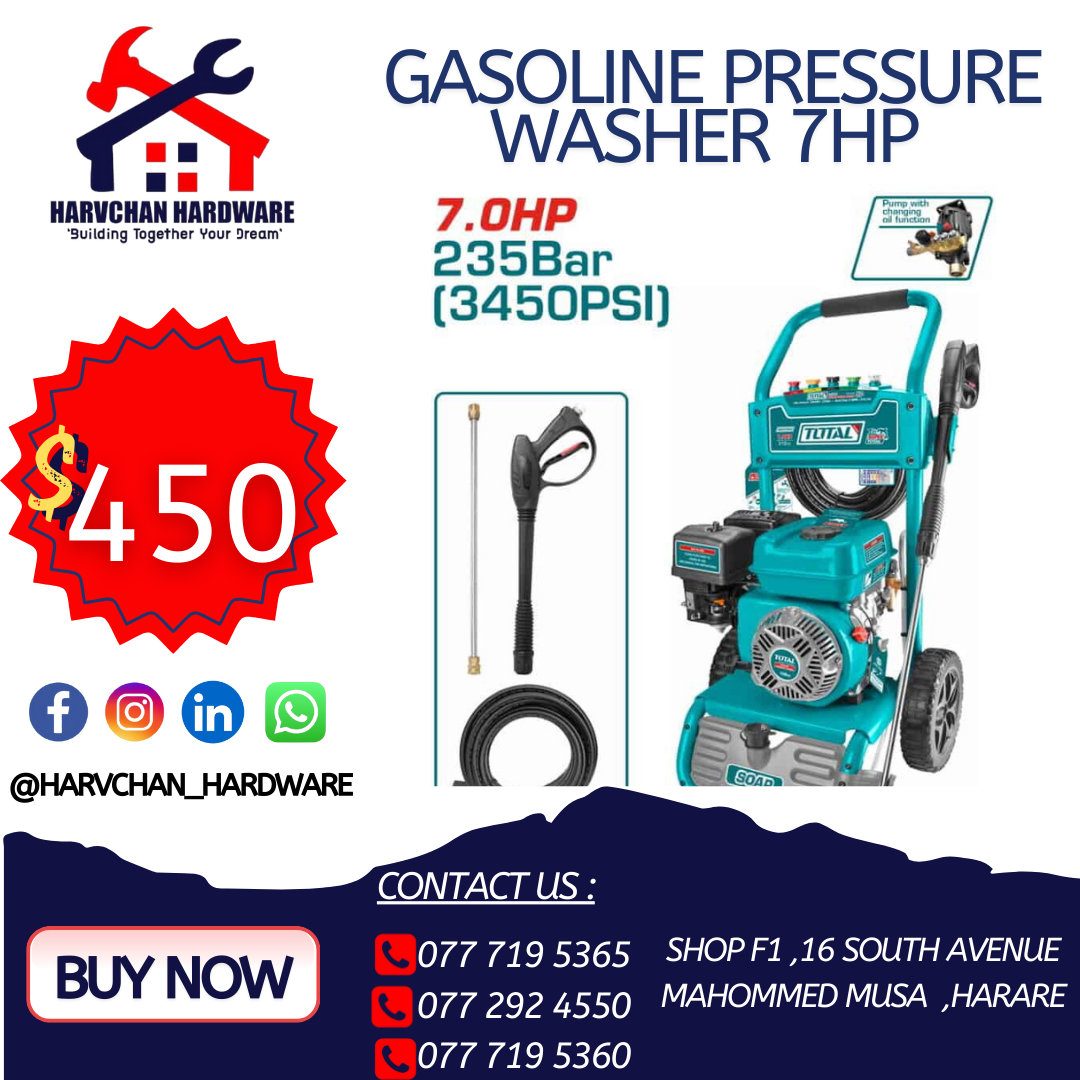 GASOLINE PRESSURE
WASHER 7HP
HARVCHAN HARDWARE
'Building Together Your Dream'
7.0HP
235Bar
(3450PSI)
Pump with
changing
oil function
$450
TOTAL
TOTAL
SOAP
@HARVCHAN_HARDWARE
CONTACT US :
BUY NOW
077 719 5365
077 292 4550
077 719 5360
SHOP F1 ,16 SOUTH AVENUE
MAHOMMED MUSA ,HARARE